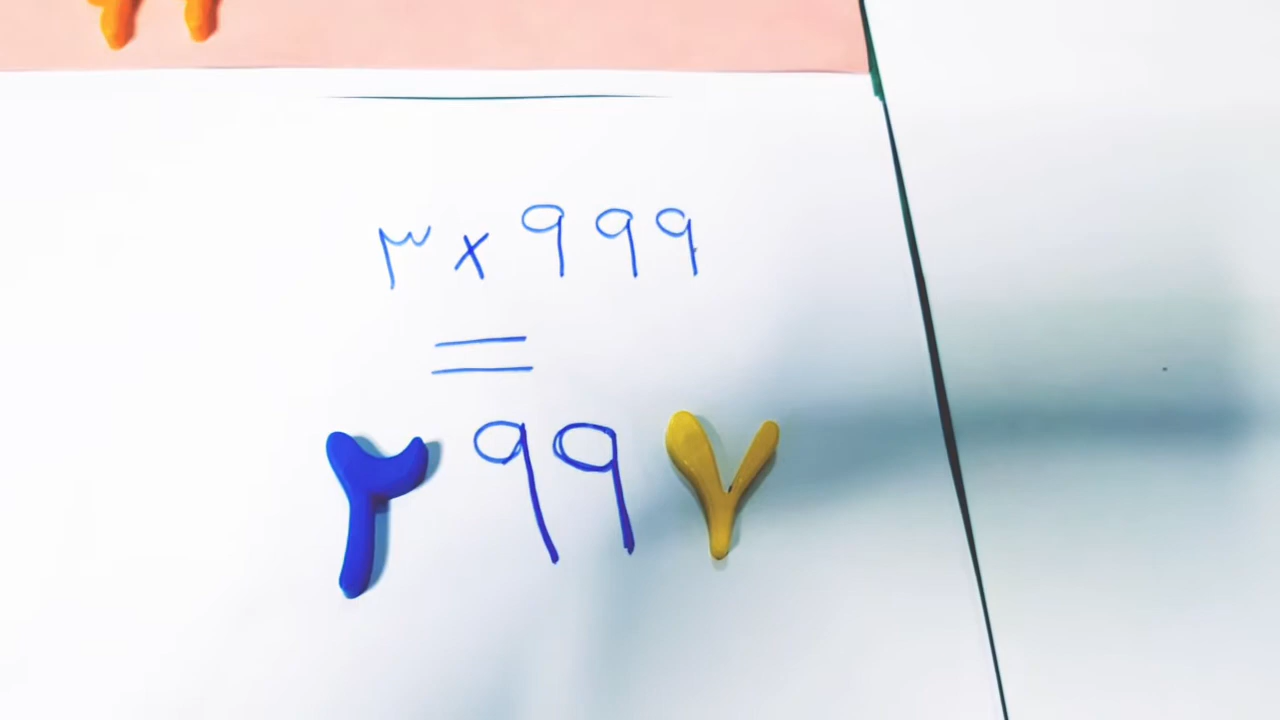 ۳ × ۹۹۹
=
۲۹۹۷